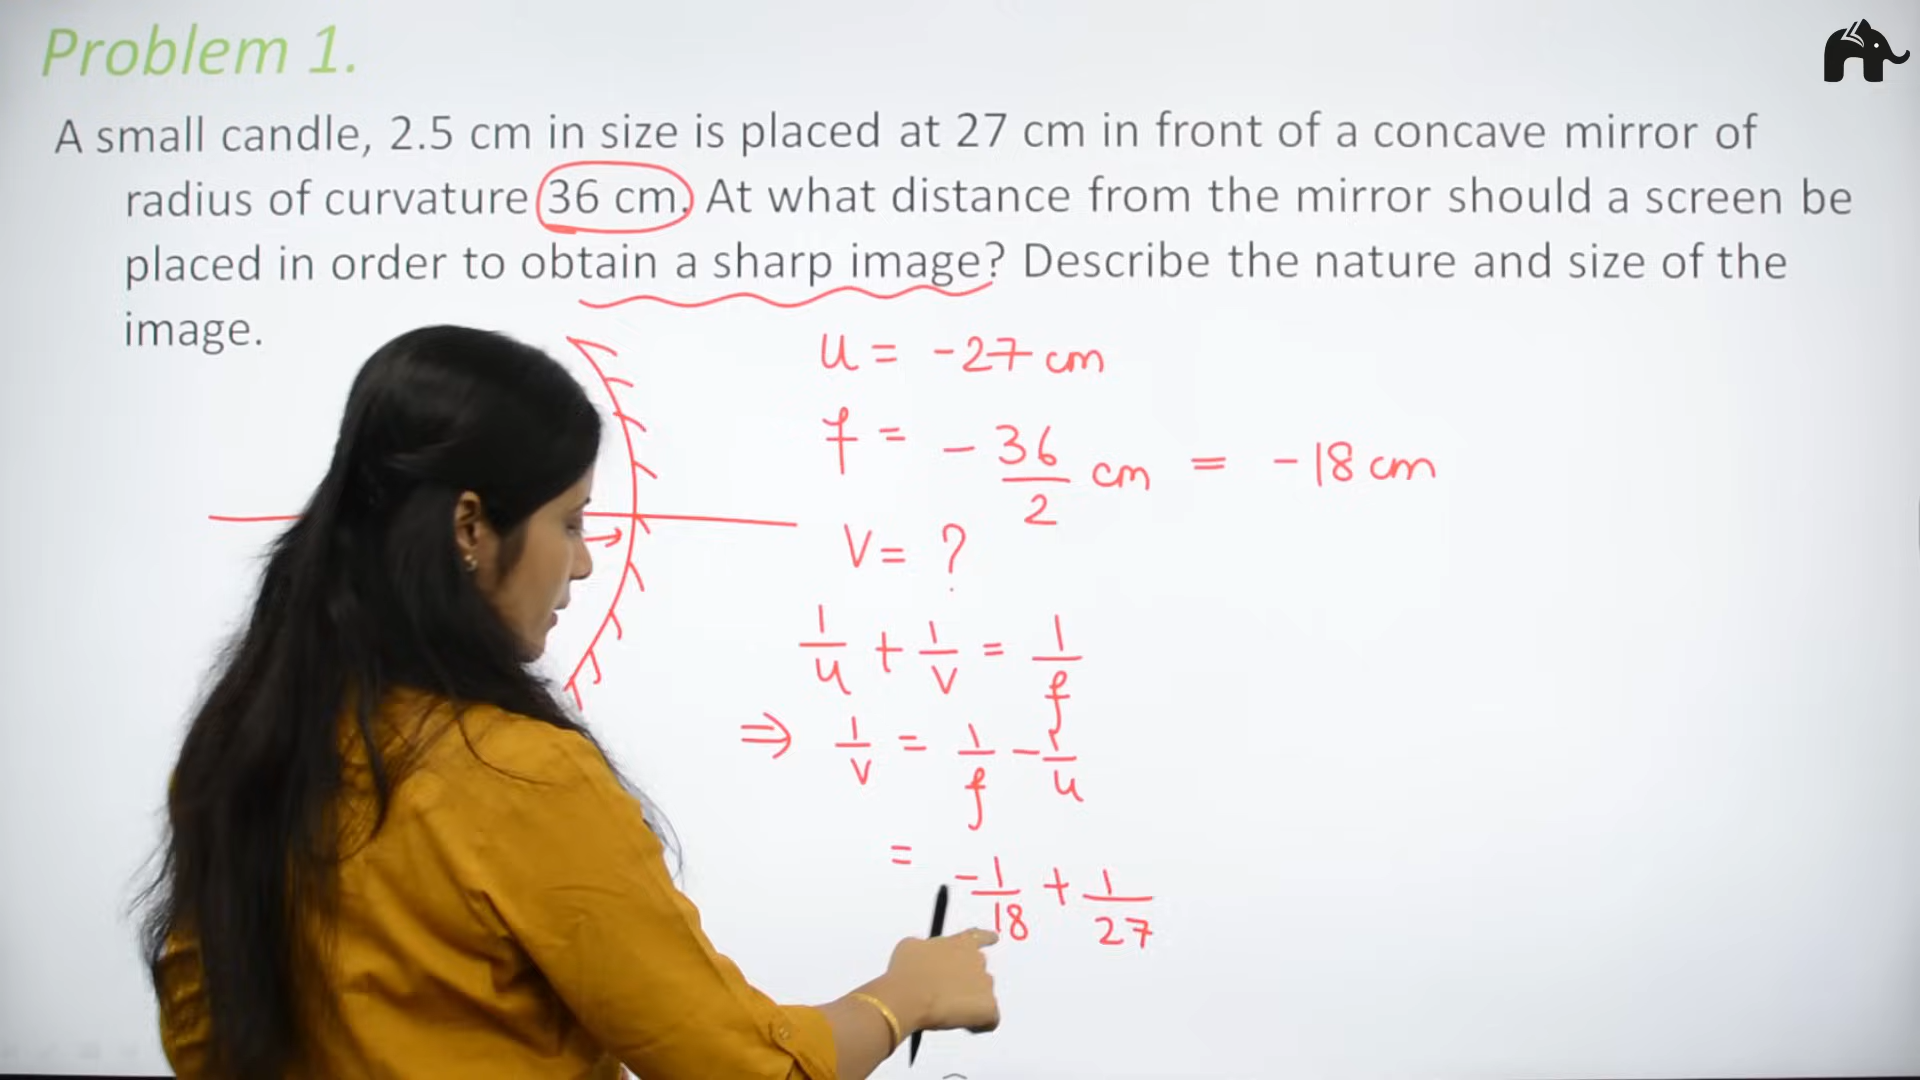 Problem 1.
A small candle, 2.5 cm in size is placed at 27 cm in front of a concave mirror of
radius of curvature 36 cm. At what distance from the mirror should a screen be
placed in order to obtain a sharp image? Describe the nature and size of the
image.
u = -27 cm
f = -36/2 cm = -18 cm
v = ?
1/u + 1/v = 1/f
⇒ 1/v = 1/f - 1/u
= -1/18 + 1/27